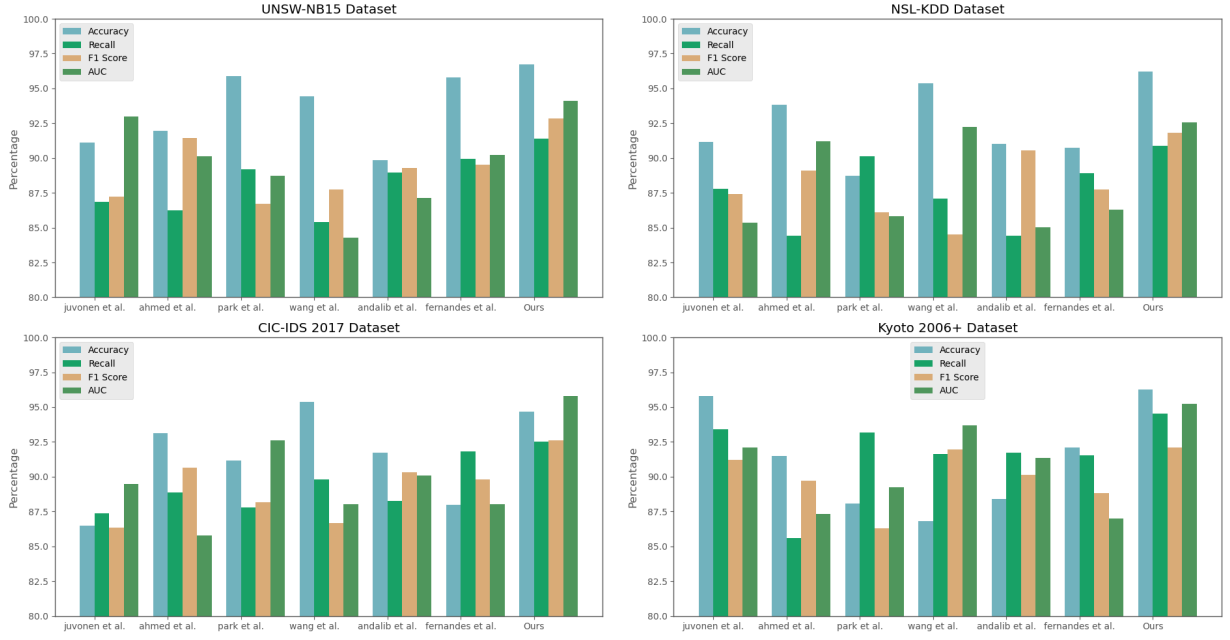 UNSW-NB15 Dataset
Percentage
100.0
97.5
95.0
92.5
90.0
87.5
85.0
82.5
80.0
Accuracy
Recall
F1 Score
AUC
juvonen et al. ahmed et al. park et al. wang et al. andalib et al. fernandes et al. Ours
NSL-KDD Dataset
Percentage
100.0
97.5
95.0
92.5
90.0
87.5
85.0
82.5
80.0
Accuracy
Recall
F1 Score
AUC
juvonen et al. ahmed et al. park et al. wang et al. andalib et al. fernandes et al. Ours
CIC-IDS 2017 Dataset
Percentage
100.0
97.5
95.0
92.5
90.0
87.5
85.0
82.5
80.0
Accuracy
Recall
F1 Score
AUC
juvonen et al. ahmed et al. park et al. wang et al. andalib et al. fernandes et al. Ours
Kyoto 2006+ Dataset
Percentage
100.0
97.5
95.0
92.5
90.0
87.5
85.0
82.5
80.0
Accuracy
Recall
F1 Score
AUC
juvonen et al. ahmed et al. park et al. wang et al. andalib et al. fernandes et al. Ours